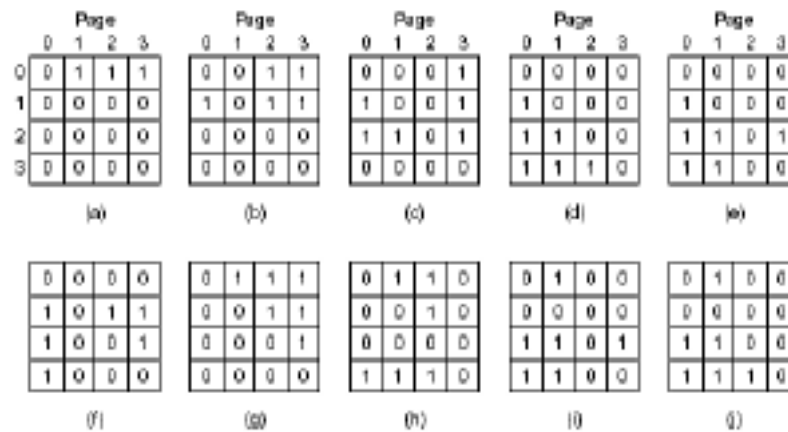 Page Page Page Page Page
0 1 2 3 0 1 2 3 0 1 2 3 0 1 2 3 0 1 2 3
0 0 1 1 1 0 0 1 1 0 0 0 1 0 0 0 0 0 0 0 0
1 0 0 0 0 1 0 1 1 1 0 0 1 1 0 0 0 1 0 0 0
2 0 0 0 0 0 0 0 0 1 1 0 1 1 1 0 0 1 1 0 1
3 0 0 0 0 0 0 0 0 0 0 0 0 1 1 1 0 1 1 0 0
(a) (b) (c) (d) (e)
0 0 0 0 0 1 1 1 0 1 1 0 0 1 0 0 0 1 0 0
1 0 1 1 0 0 1 1 0 0 1 0 0 0 0 0 0 0 0 0
1 0 0 1 0 0 0 1 0 0 0 0 1 1 0 1 1 1 0 0
1 0 0 0 0 0 0 0 1 1 1 0 1 1 0 0 1 1 1 0
(f) (g) (h) (i) (j)